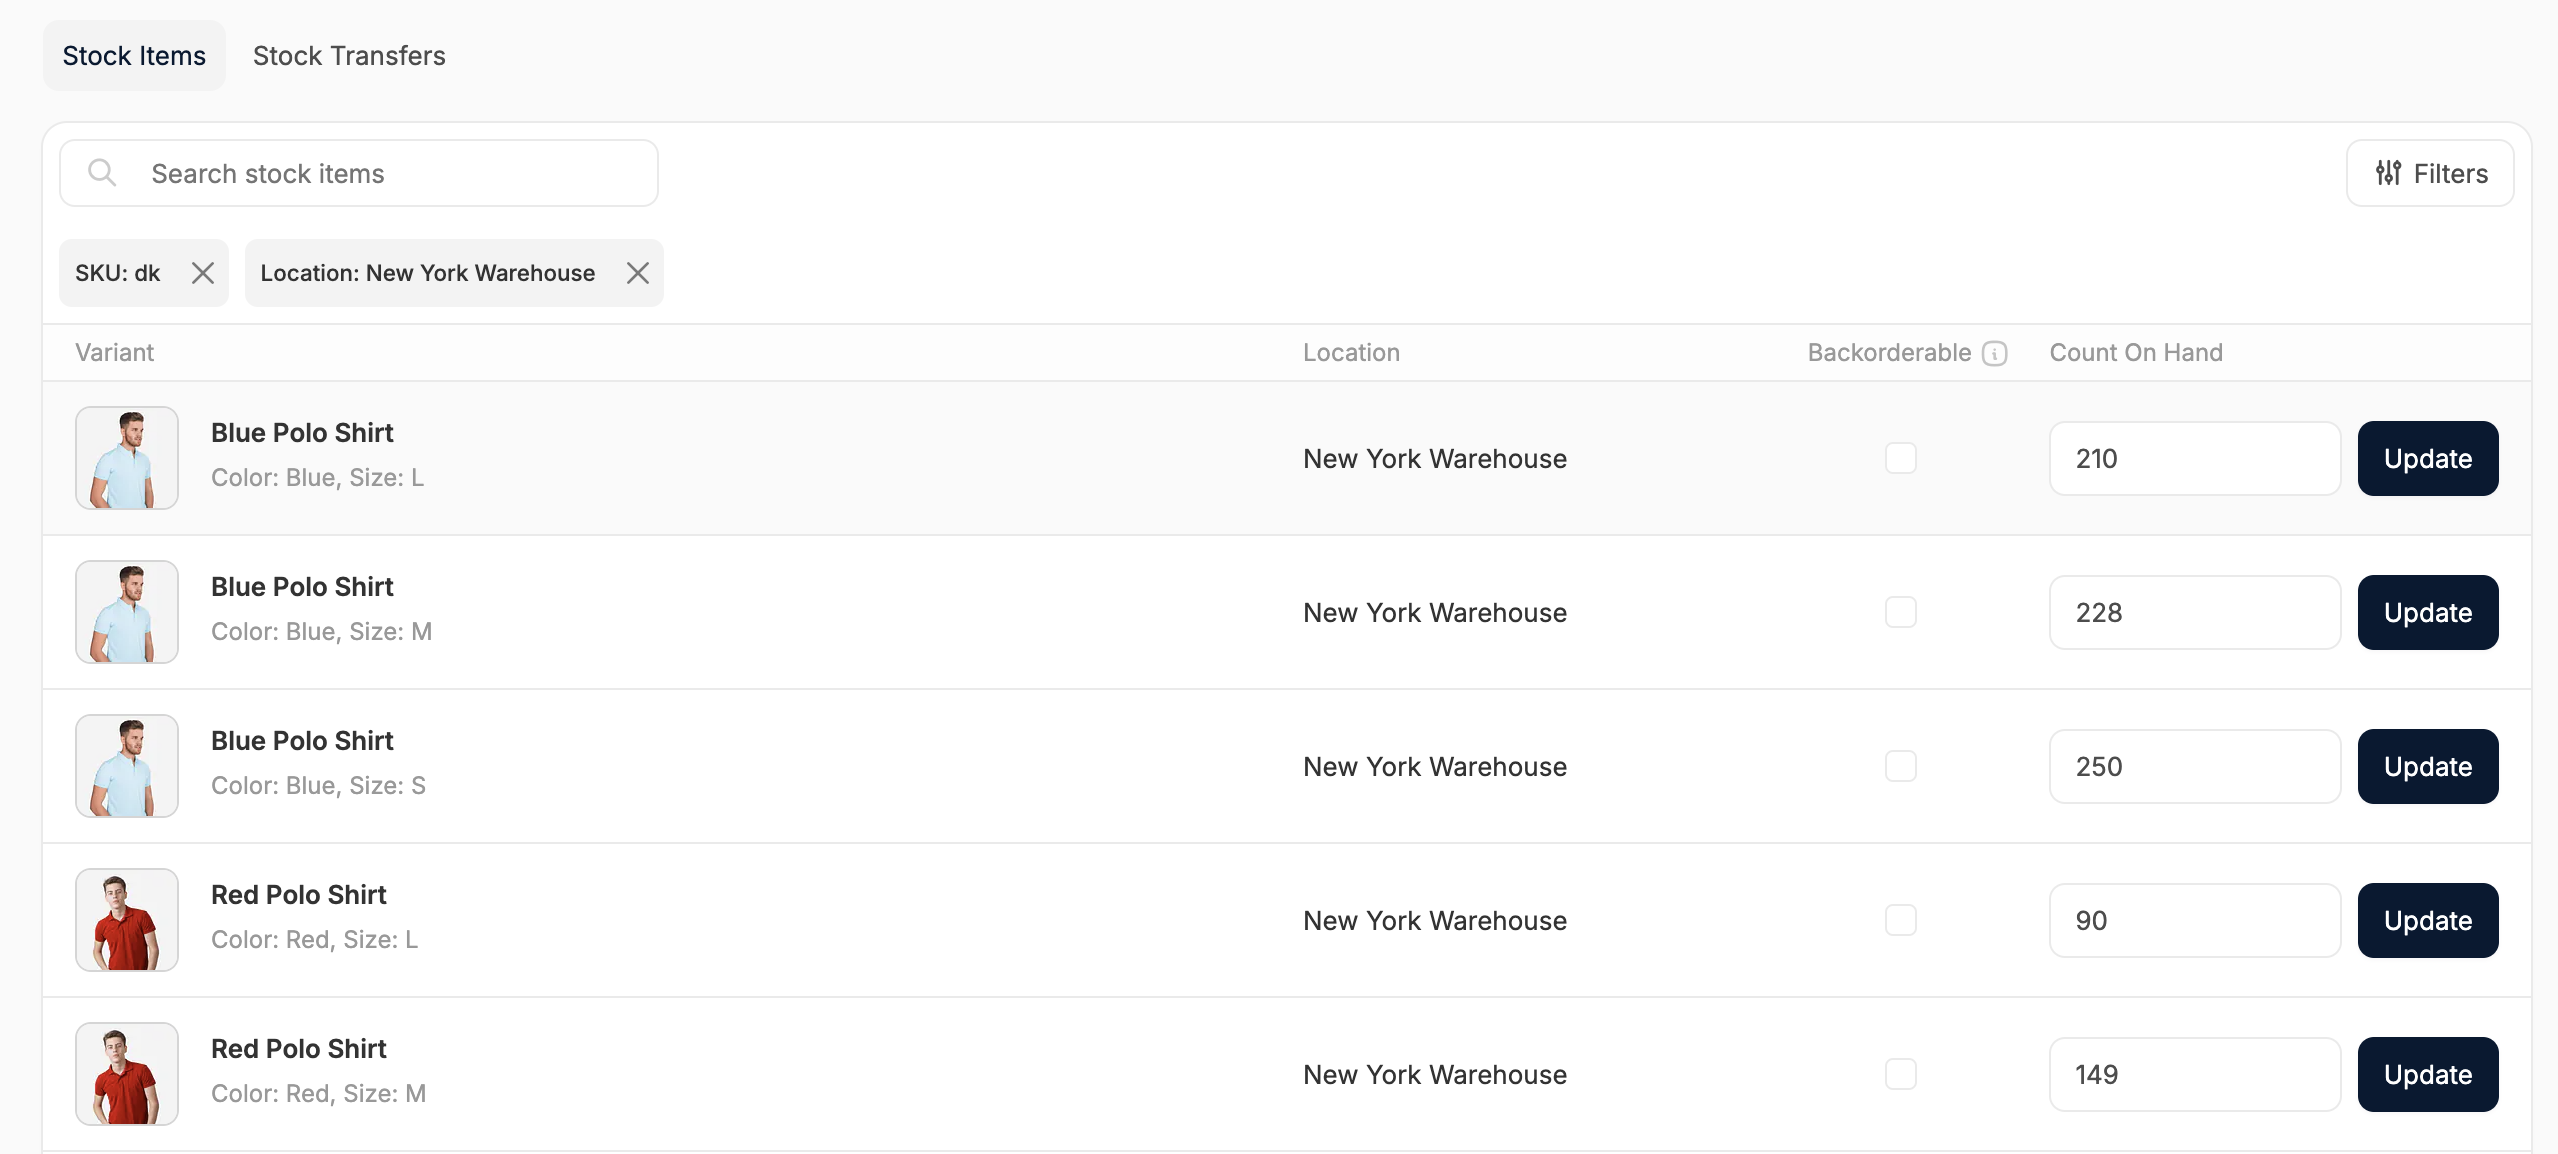 Stock Items Stock Transfers
Search stock items Filters
SKU: dk Location: New York Warehouse
Variant Location Backorderable Count On Hand
Blue Polo Shirt
Color: Blue, Size: L
New York Warehouse 210 Update
Blue Polo Shirt
Color: Blue, Size: M
New York Warehouse 228 Update
Blue Polo Shirt
Color: Blue, Size: S
New York Warehouse 250 Update
Red Polo Shirt
Color: Red, Size: L
New York Warehouse 90 Update
Red Polo Shirt
Color: Red, Size: M
New York Warehouse 149 Update